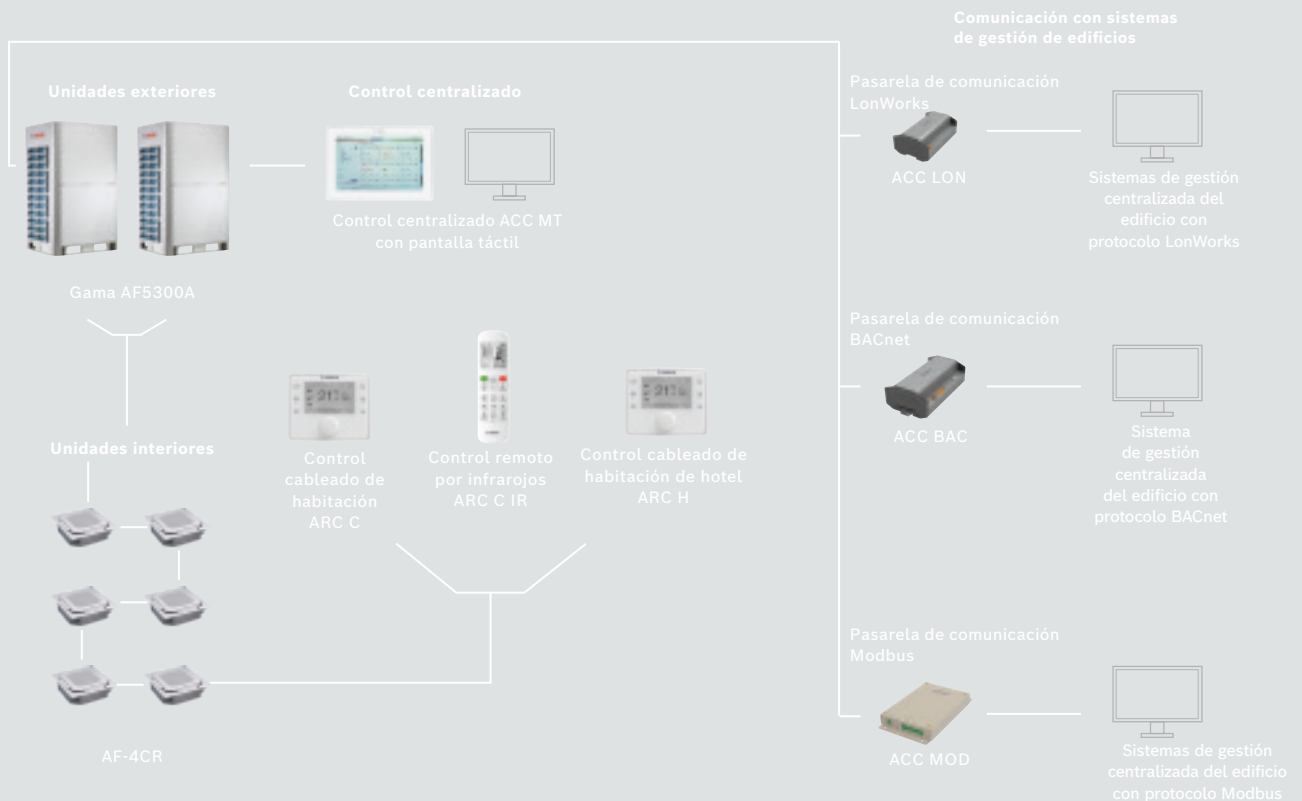 Comunicación con sistemas
de gestión de edificios
Unidades exteriores
Control centralizado
Control centralizado ACC MT
con pantalla táctil
Gama AF5300A
Pasarela de comunicación
LonWorks
ACC LON
Sistemas de gestión
centralizada del
edificio con
protocolo LonWorks
Pasarela de comunicación
BACnet
ACC BAC
Sistema
de gestión
centralizada
del edificio con
protocolo BACnet
Unidades interiores
Control
cableado de
habitación
ARC C
Control remoto
por infrarojos
ARC C IR
Control cableado de
habitación de hotel
ARC H
AF-4CR
Pasarela de comunicación
Modbus
ACC MOD
Sistemas de gestión
centralizada del edificio
con protocolo Modbus